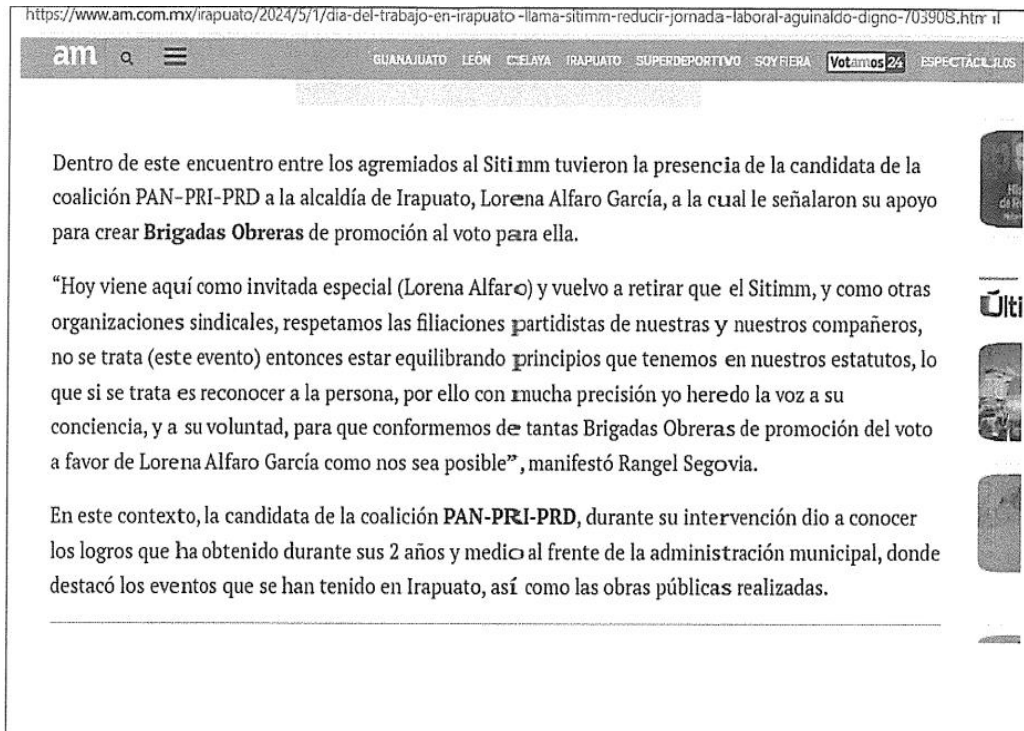 https://www.am.com.mx/irapuato/2024/5/1/dia-del-trabajo-en-irapuato-llama-sitimm-reducir-jornada-laboral-aguinaldo-digno-703908.html
am
GUANAJUATO LEÓN CELAYA IRAPUATO SUPERDEPORTIVO SOY FIERA Votamos 24 ESPECTÁCULOS
Dentro de este encuentro entre los agremiados al Sitimm tuvieron la presencia de la candidata de la
coalición PAN-PRI-PRD a la alcaldía de Irapuato, Lorena Alfaro García, a la cual le señalaron su apoyo
para crear Brigadas Obreras de promoción al voto para ella.
“Hoy viene aquí como invitada especial (Lorena Alfaro) y vuelvo a retirar que el Sitimm, y como otras
organizaciones sindicales, respetamos las filiaciones partidistas de nuestras y nuestros compañeros,
no se trata (este evento) entonces estar equilibrando principios que tenemos en nuestros estatutos, lo
que si se trata es reconocer a la persona, por ello con mucha precisión yo heredo la voz a su
conciencia, y a su voluntad, para que conformemos de tantas Brigadas Obreras de promoción del voto
a favor de Lorena Alfaro García como nos sea posible”, manifestó Rangel Segovia.
En este contexto, la candidata de la coalición PAN-PRI-PRD, durante su intervención dio a conocer
los logros que ha obtenido durante sus 2 años y medio al frente de la administración municipal, donde
destacó los eventos que se han tenido en Irapuato, así como las obras públicas realizadas.
Últi